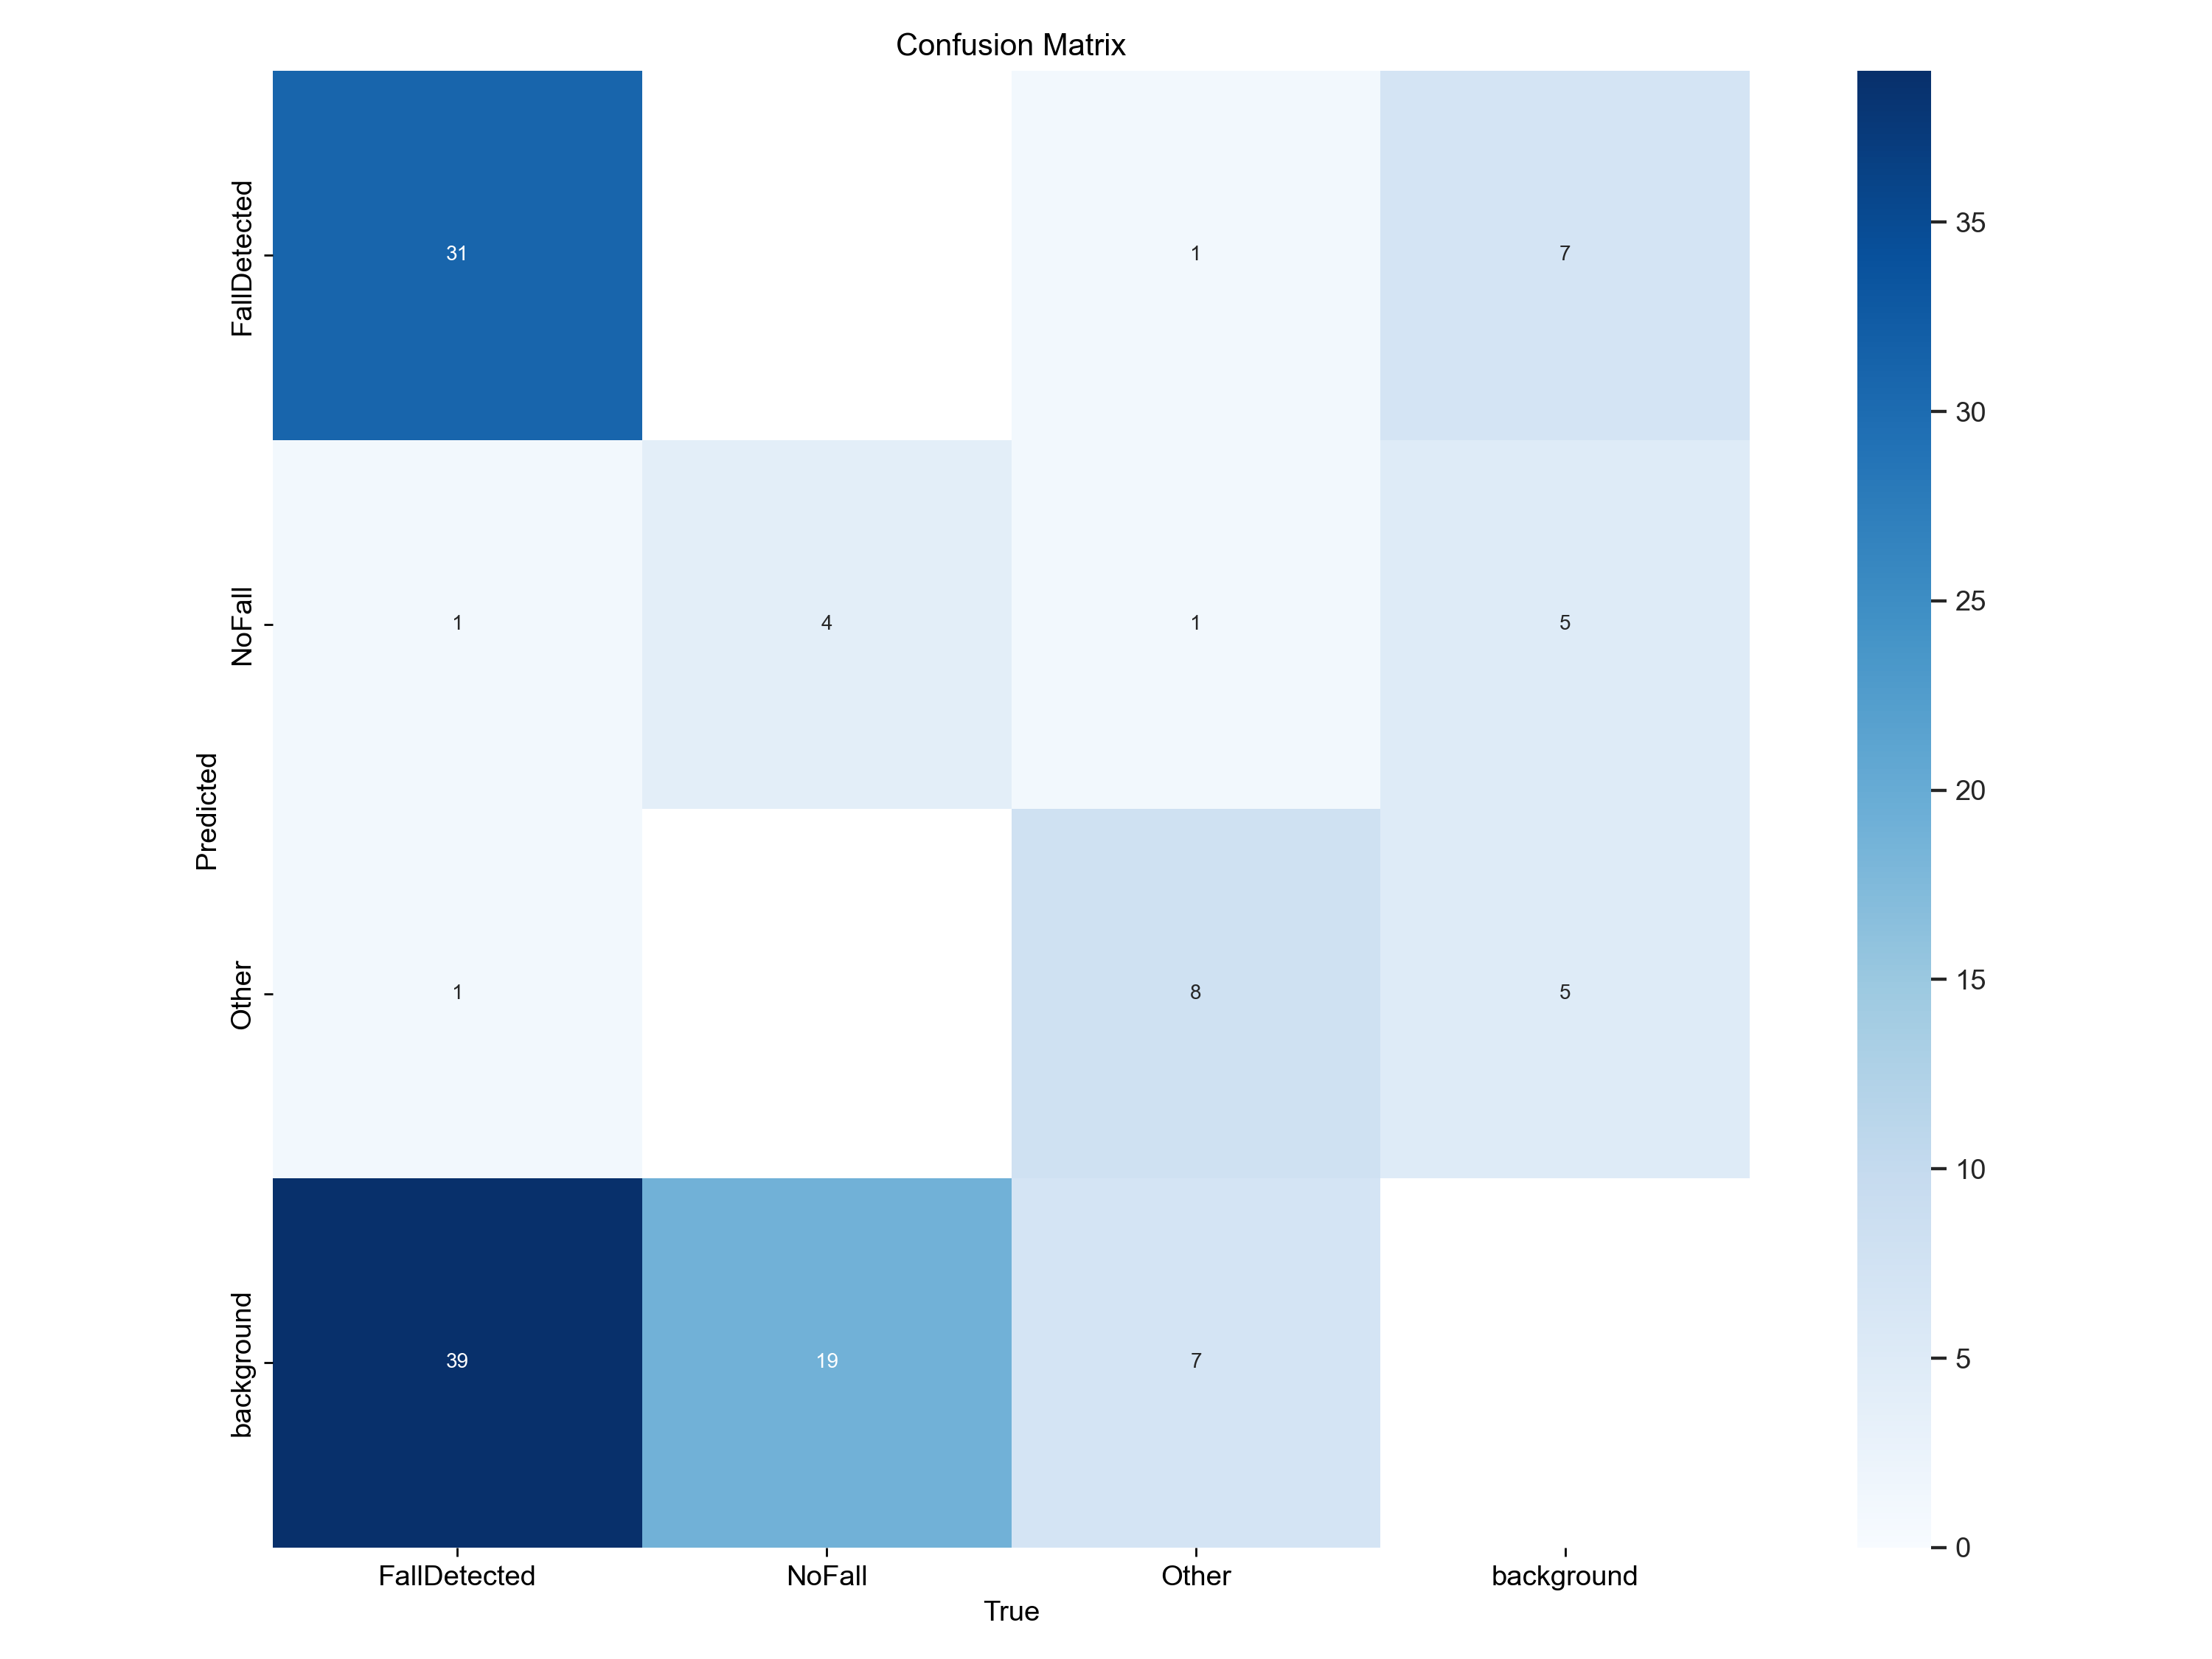 Confusion Matrix
FallDetected
31
1
7
35
30
NoFall
1
4
1
5
25
20
Predicted
Other
1
8
5
15
10
background
39
19
7
5
0
FallDetected
NoFall
Other
background
True